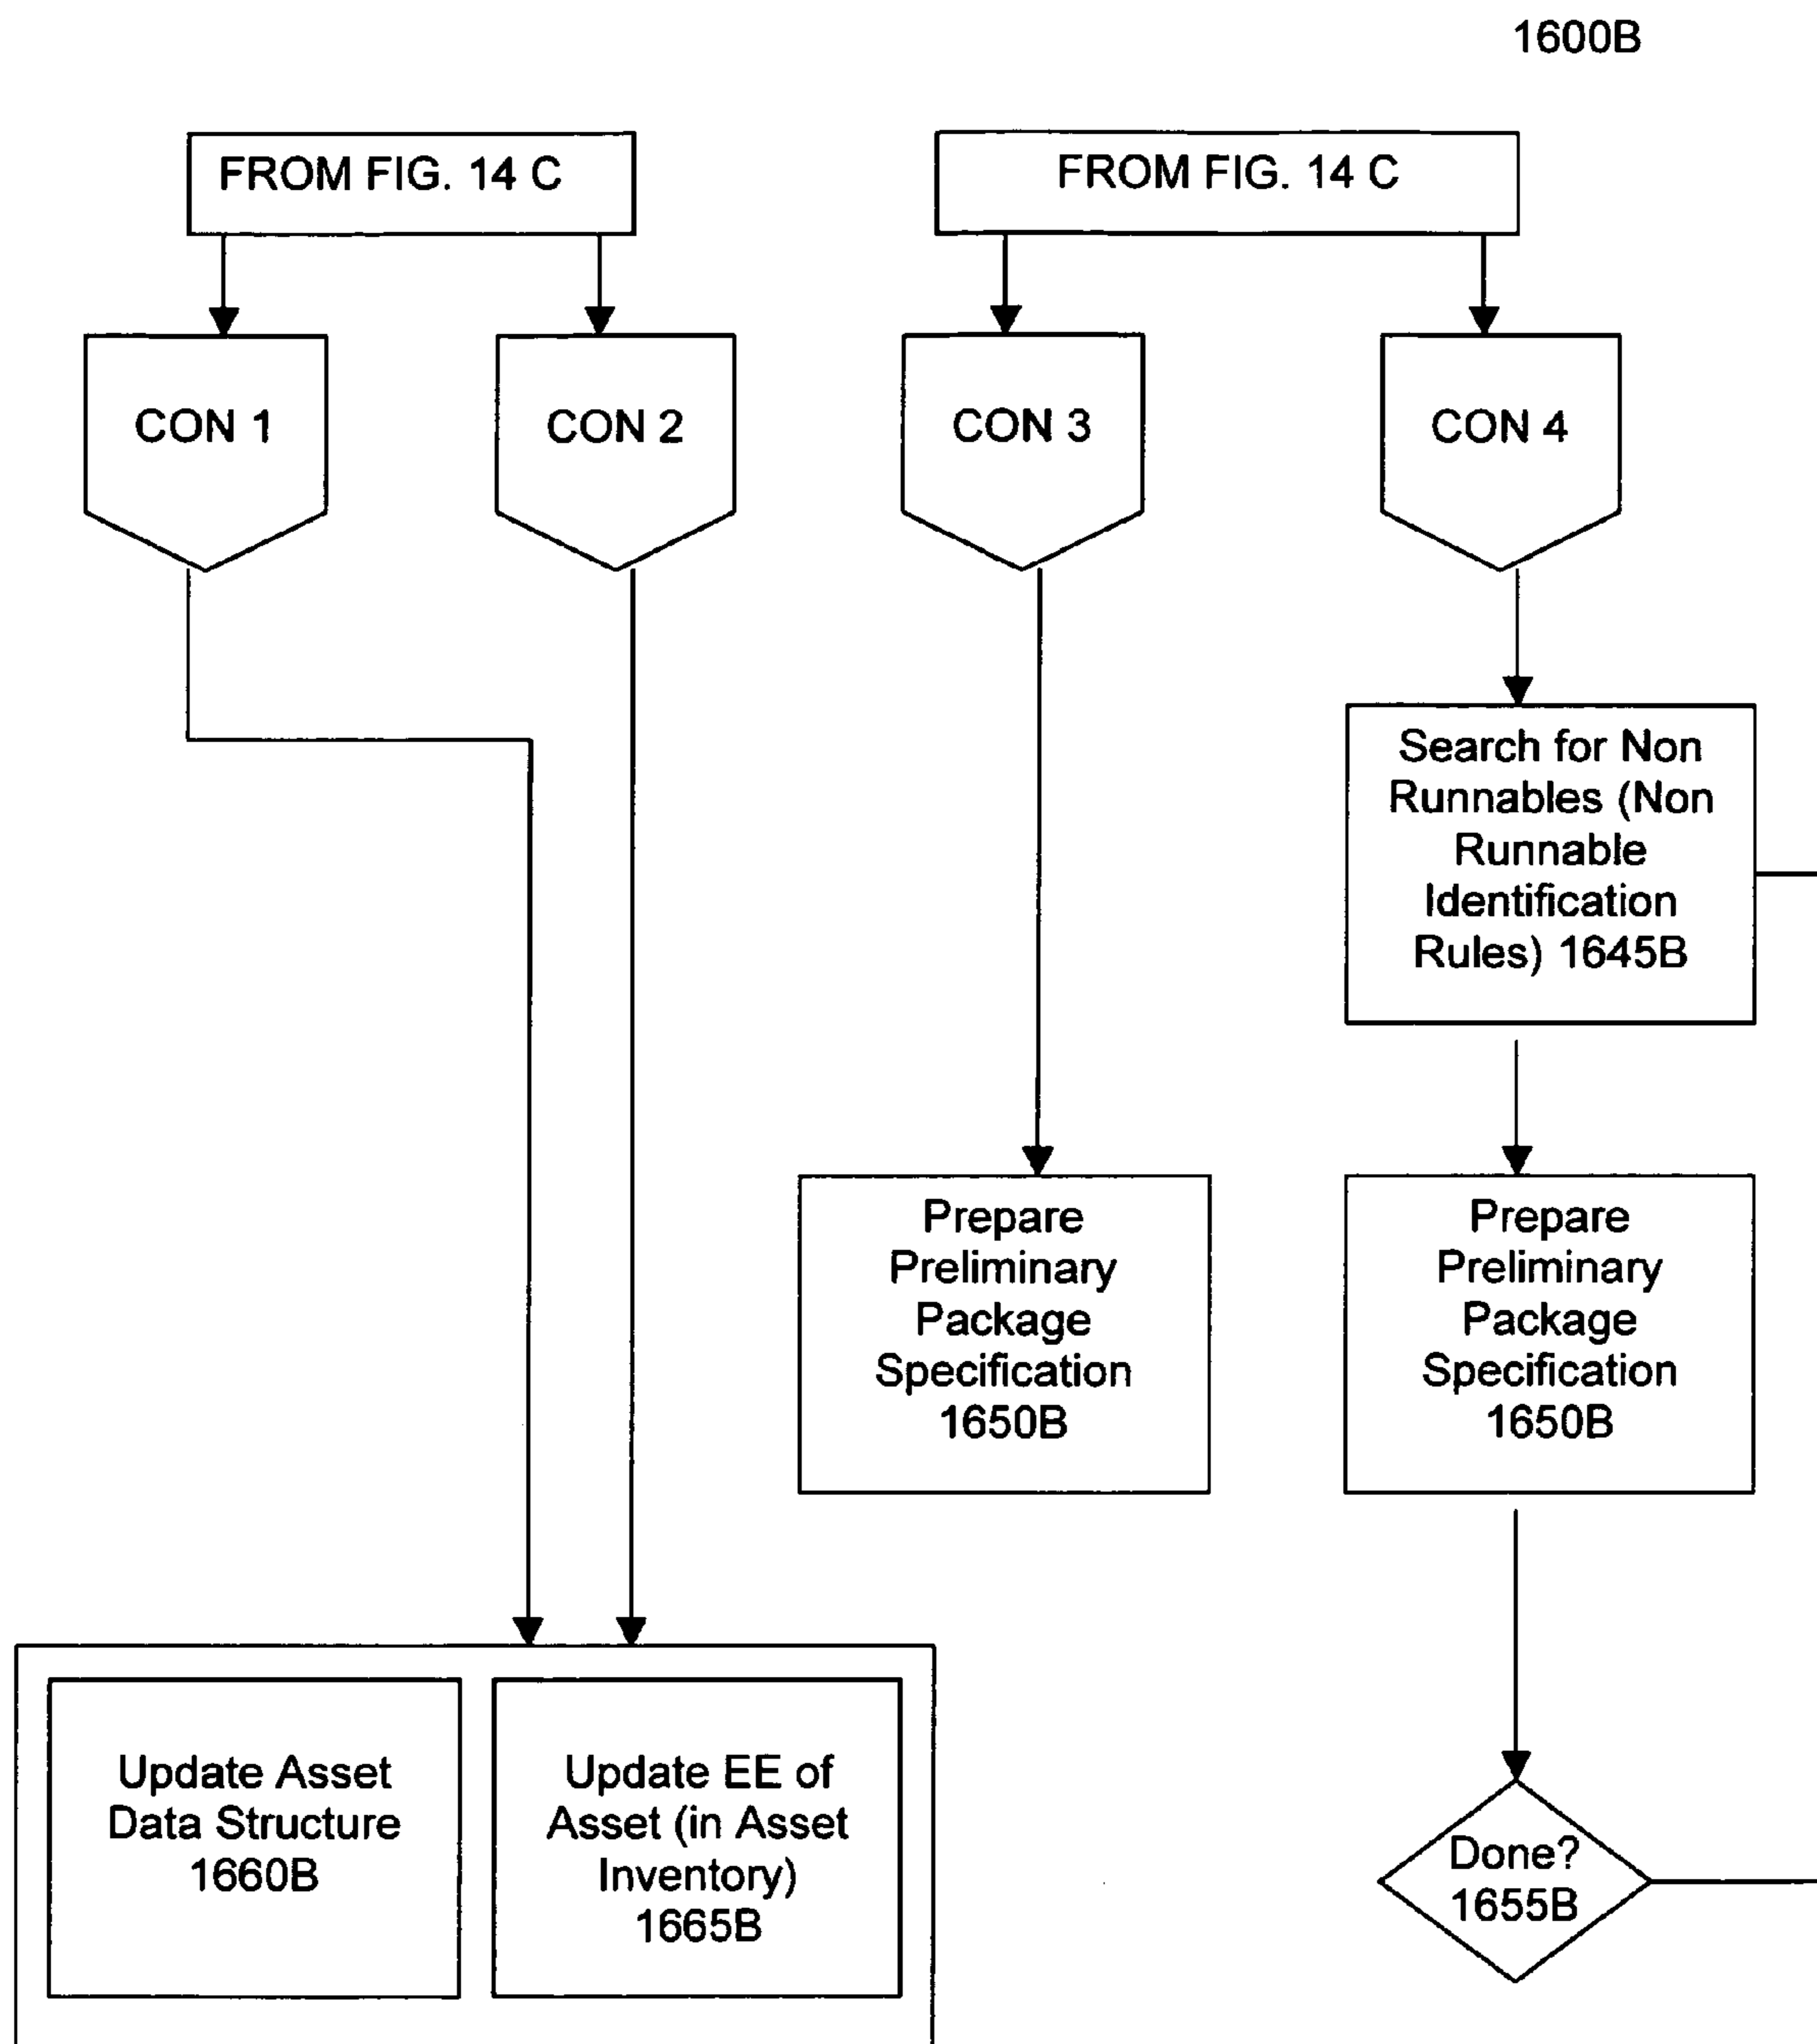 1600B
FROM FIG. 14 C
FROM FIG. 14 C
CON 1
CON 2
CON 3
CON 4
Search for Non
Runnables (Non
Runnable
Identification
Rules) 1645B
Prepare
Preliminary
Package
Specification
1650B
Prepare
Preliminary
Package
Specification
1650B
Update Asset
Data Structure
1660B
Update EE of
Asset (in Asset
Inventory)
1665B
Done?
1655B